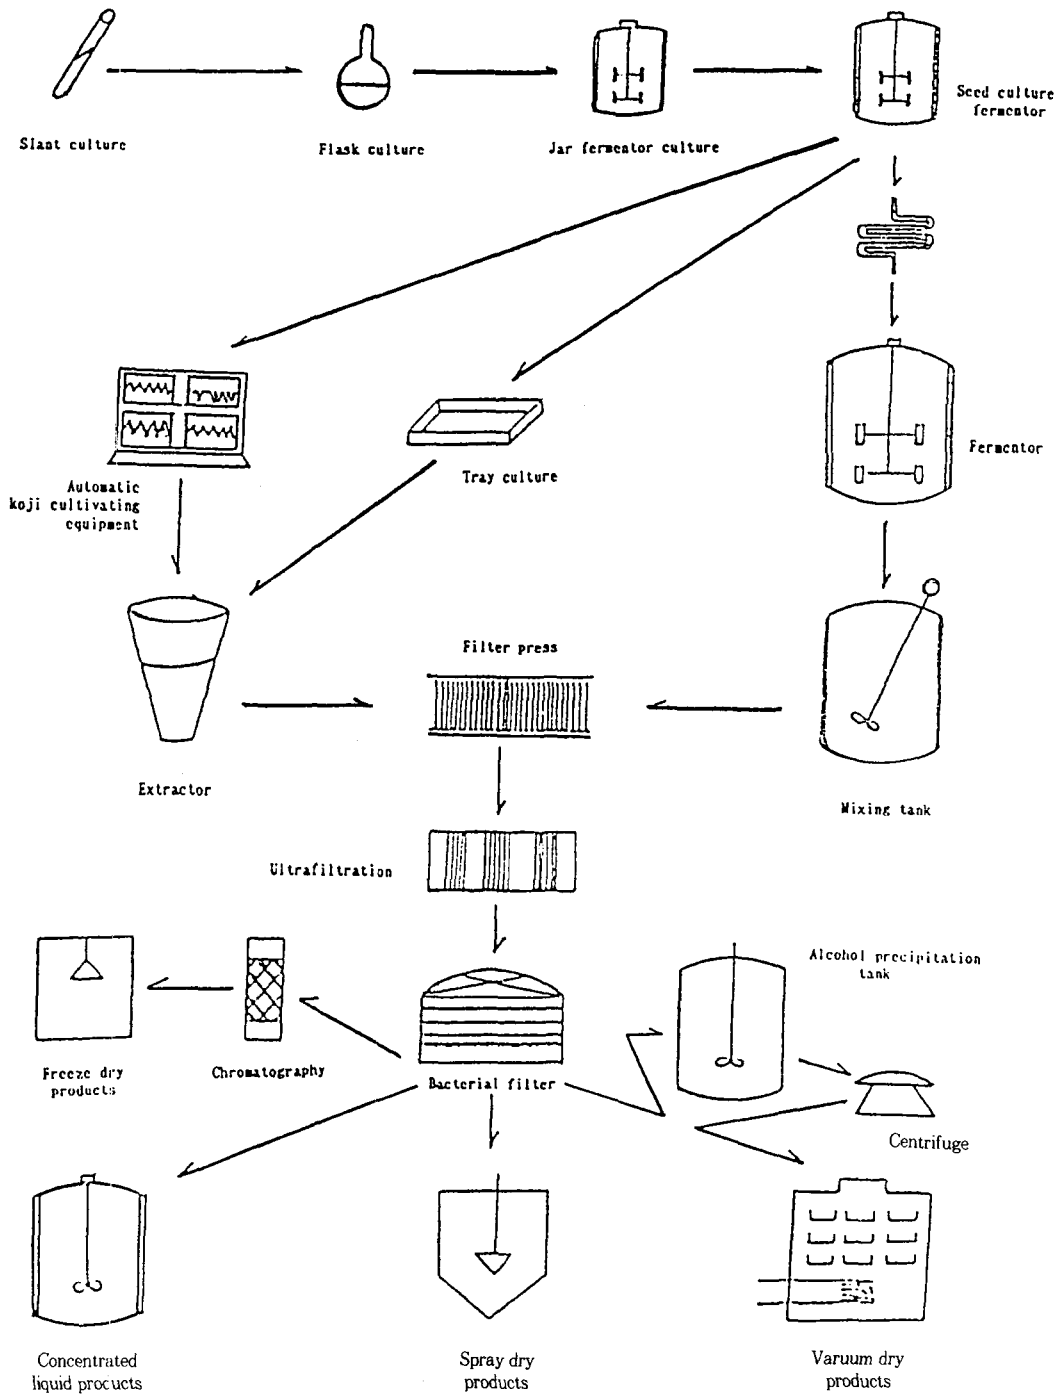 Slant culture
Flask culture
Jar fermentor culture
Seed culture
fermentor
Automatic
koji cultivating
equipment
Tray culture
Fermentor
Filter press
Extractor
Mixing tank
Ultrafiltration
Alcohol precipitation
tank
Freeze dry
products
Chromatography
Bacterial filter
Centrifuge
Concentrated
liquid products
Spray dry
products
Varuum dry
products